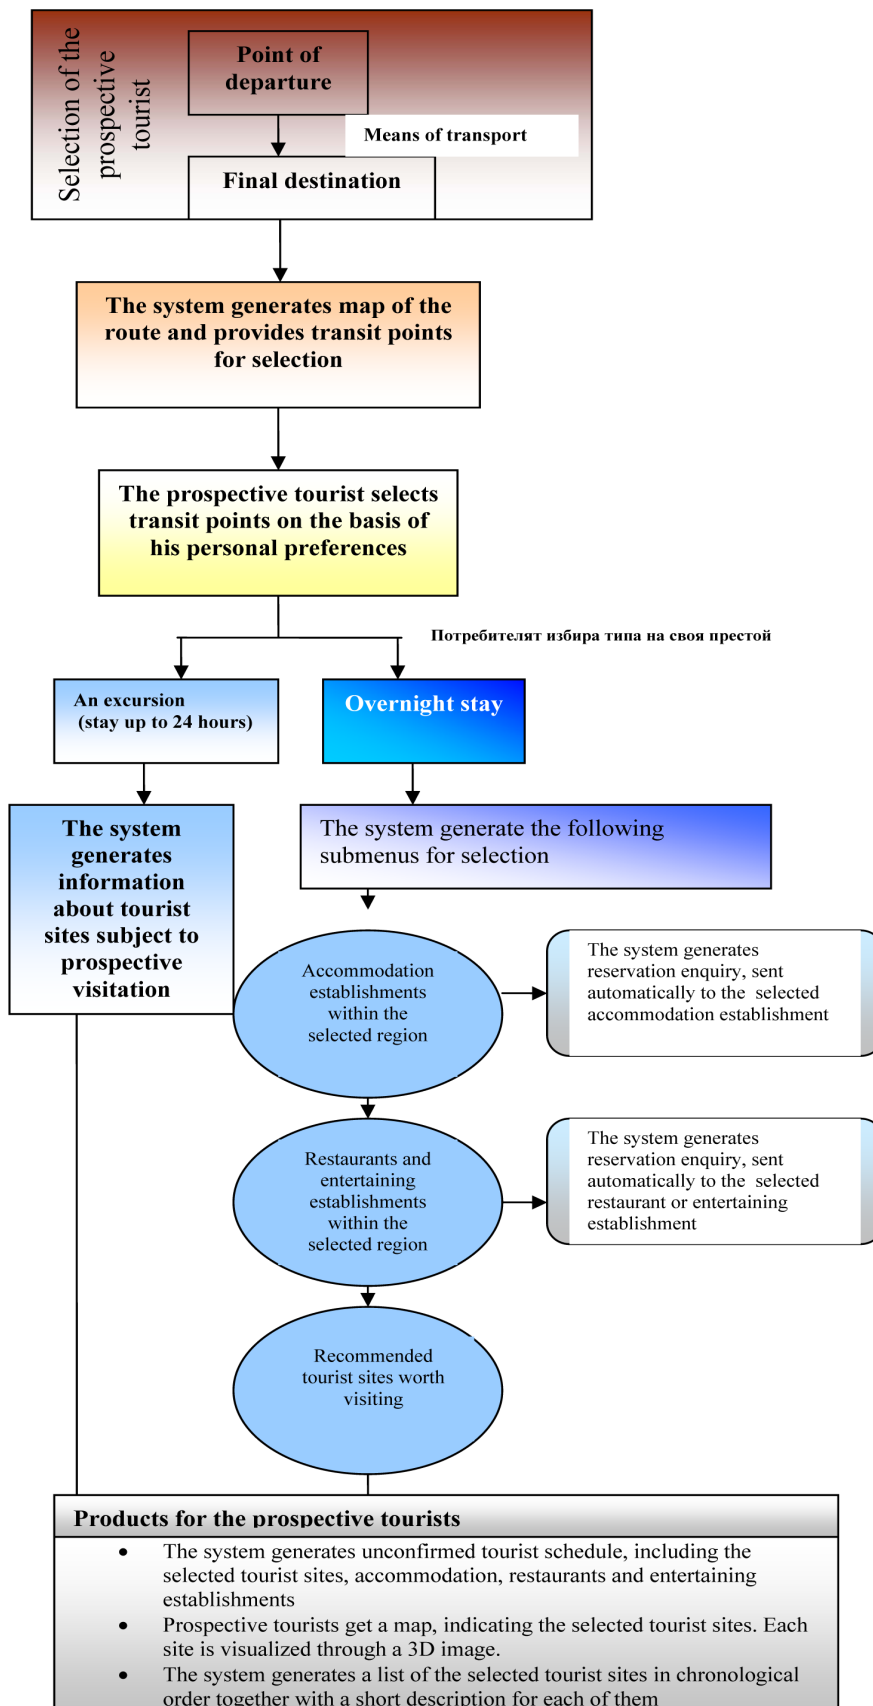 Selection of the
prospective
tourist
Point of
departure
Means of transport
Final destination
The system generates map of the
route and provides transit points
for selection
The prospective tourist selects
transit points on the basis of
his personal preferences
Потребителят избира типа на своя престой
An excursion
(stay up to 24 hours)
Overnight stay
The system
generates
information
about tourist
sites subject to
prospective
visitation
The system generate the following
submenus for selection
Accommodation
establishments
within the
selected region
The system generates
reservation enquiry, sent
automatically to the selected
accommodation establishment
Restaurants and
entertaining
establishments
within the
selected region
The system generates
reservation enquiry, sent
automatically to the selected
restaurant or entertaining
establishment
Recommended
tourist sites worth
visiting
Products for the prospective tourists
• The system generates unconfirmed tourist schedule, including the
selected tourist sites, accommodation, restaurants and entertaining
establishments
• Prospective tourists get a map, indicating the selected tourist sites. Each
site is visualized through a 3D image.
• The system generates a list of the selected tourist sites in chronological
order together with a short description for each of them